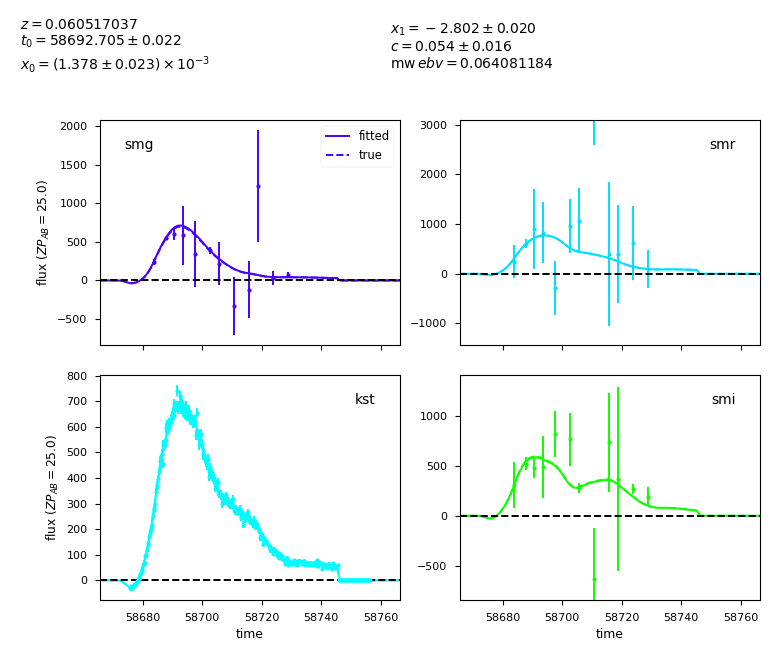 z = 0.060517037
t₀ = 58692.705 ± 0.022
x₀ = (1.378 ± 0.023) × 10⁻³
x₁ = −2.802 ± 0.020
c = 0.054 ± 0.016
mw ebv = 0.064081184
smg
fitted
true
2000
1500
1000
500
0
−500
flux (ZP_AB = 25.0)
smr
3000
2000
1000
0
−1000
kst
800
700
600
500
400
300
200
100
0
flux (ZP_AB = 25.0)
58680 58700 58720 58740 58760
time
smi
1000
500
0
−500
58680 58700 58720 58740 58760
time